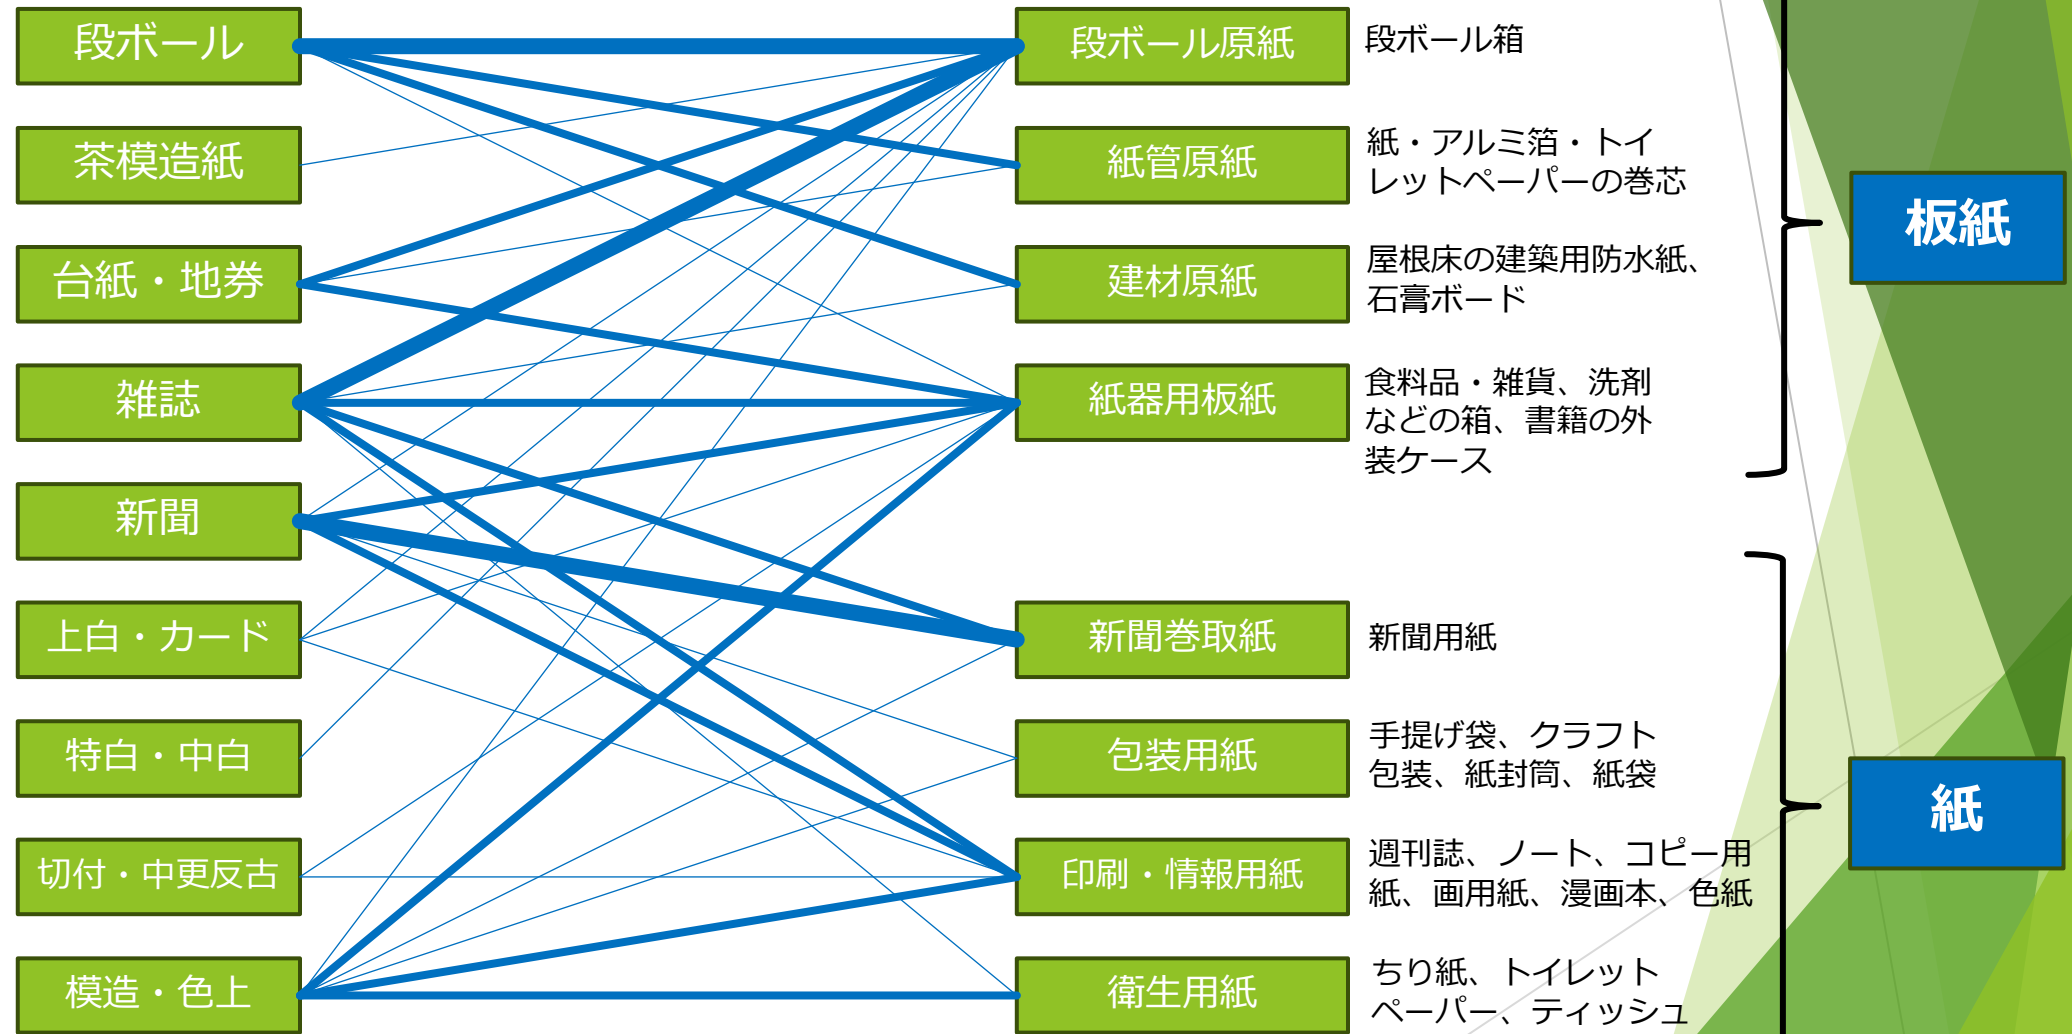 段ボール
茶模造紙
台紙・地券
雑誌
新聞
上白・カード
特白・中白
切付・中更反古
模造・色上
段ボール原紙
段ボール箱
紙管原紙
紙・アルミ箔・トイ
レットペーパーの巻芯
建材原紙
屋根床の建築用防水紙、
石膏ボード
紙器用板紙
食料品・雑貨、洗剤
などの箱、書籍の外
装ケース
板紙
新聞巻取紙
新聞用紙
包装用紙
手提げ袋、クラフト
包装、紙封筒、紙袋
印刷・情報用紙
週刊誌、ノート、コピー用
紙、画用紙、漫画本、色紙
衛生用紙
ちり紙、トイレット
ペーパー、ティッシュ
紙